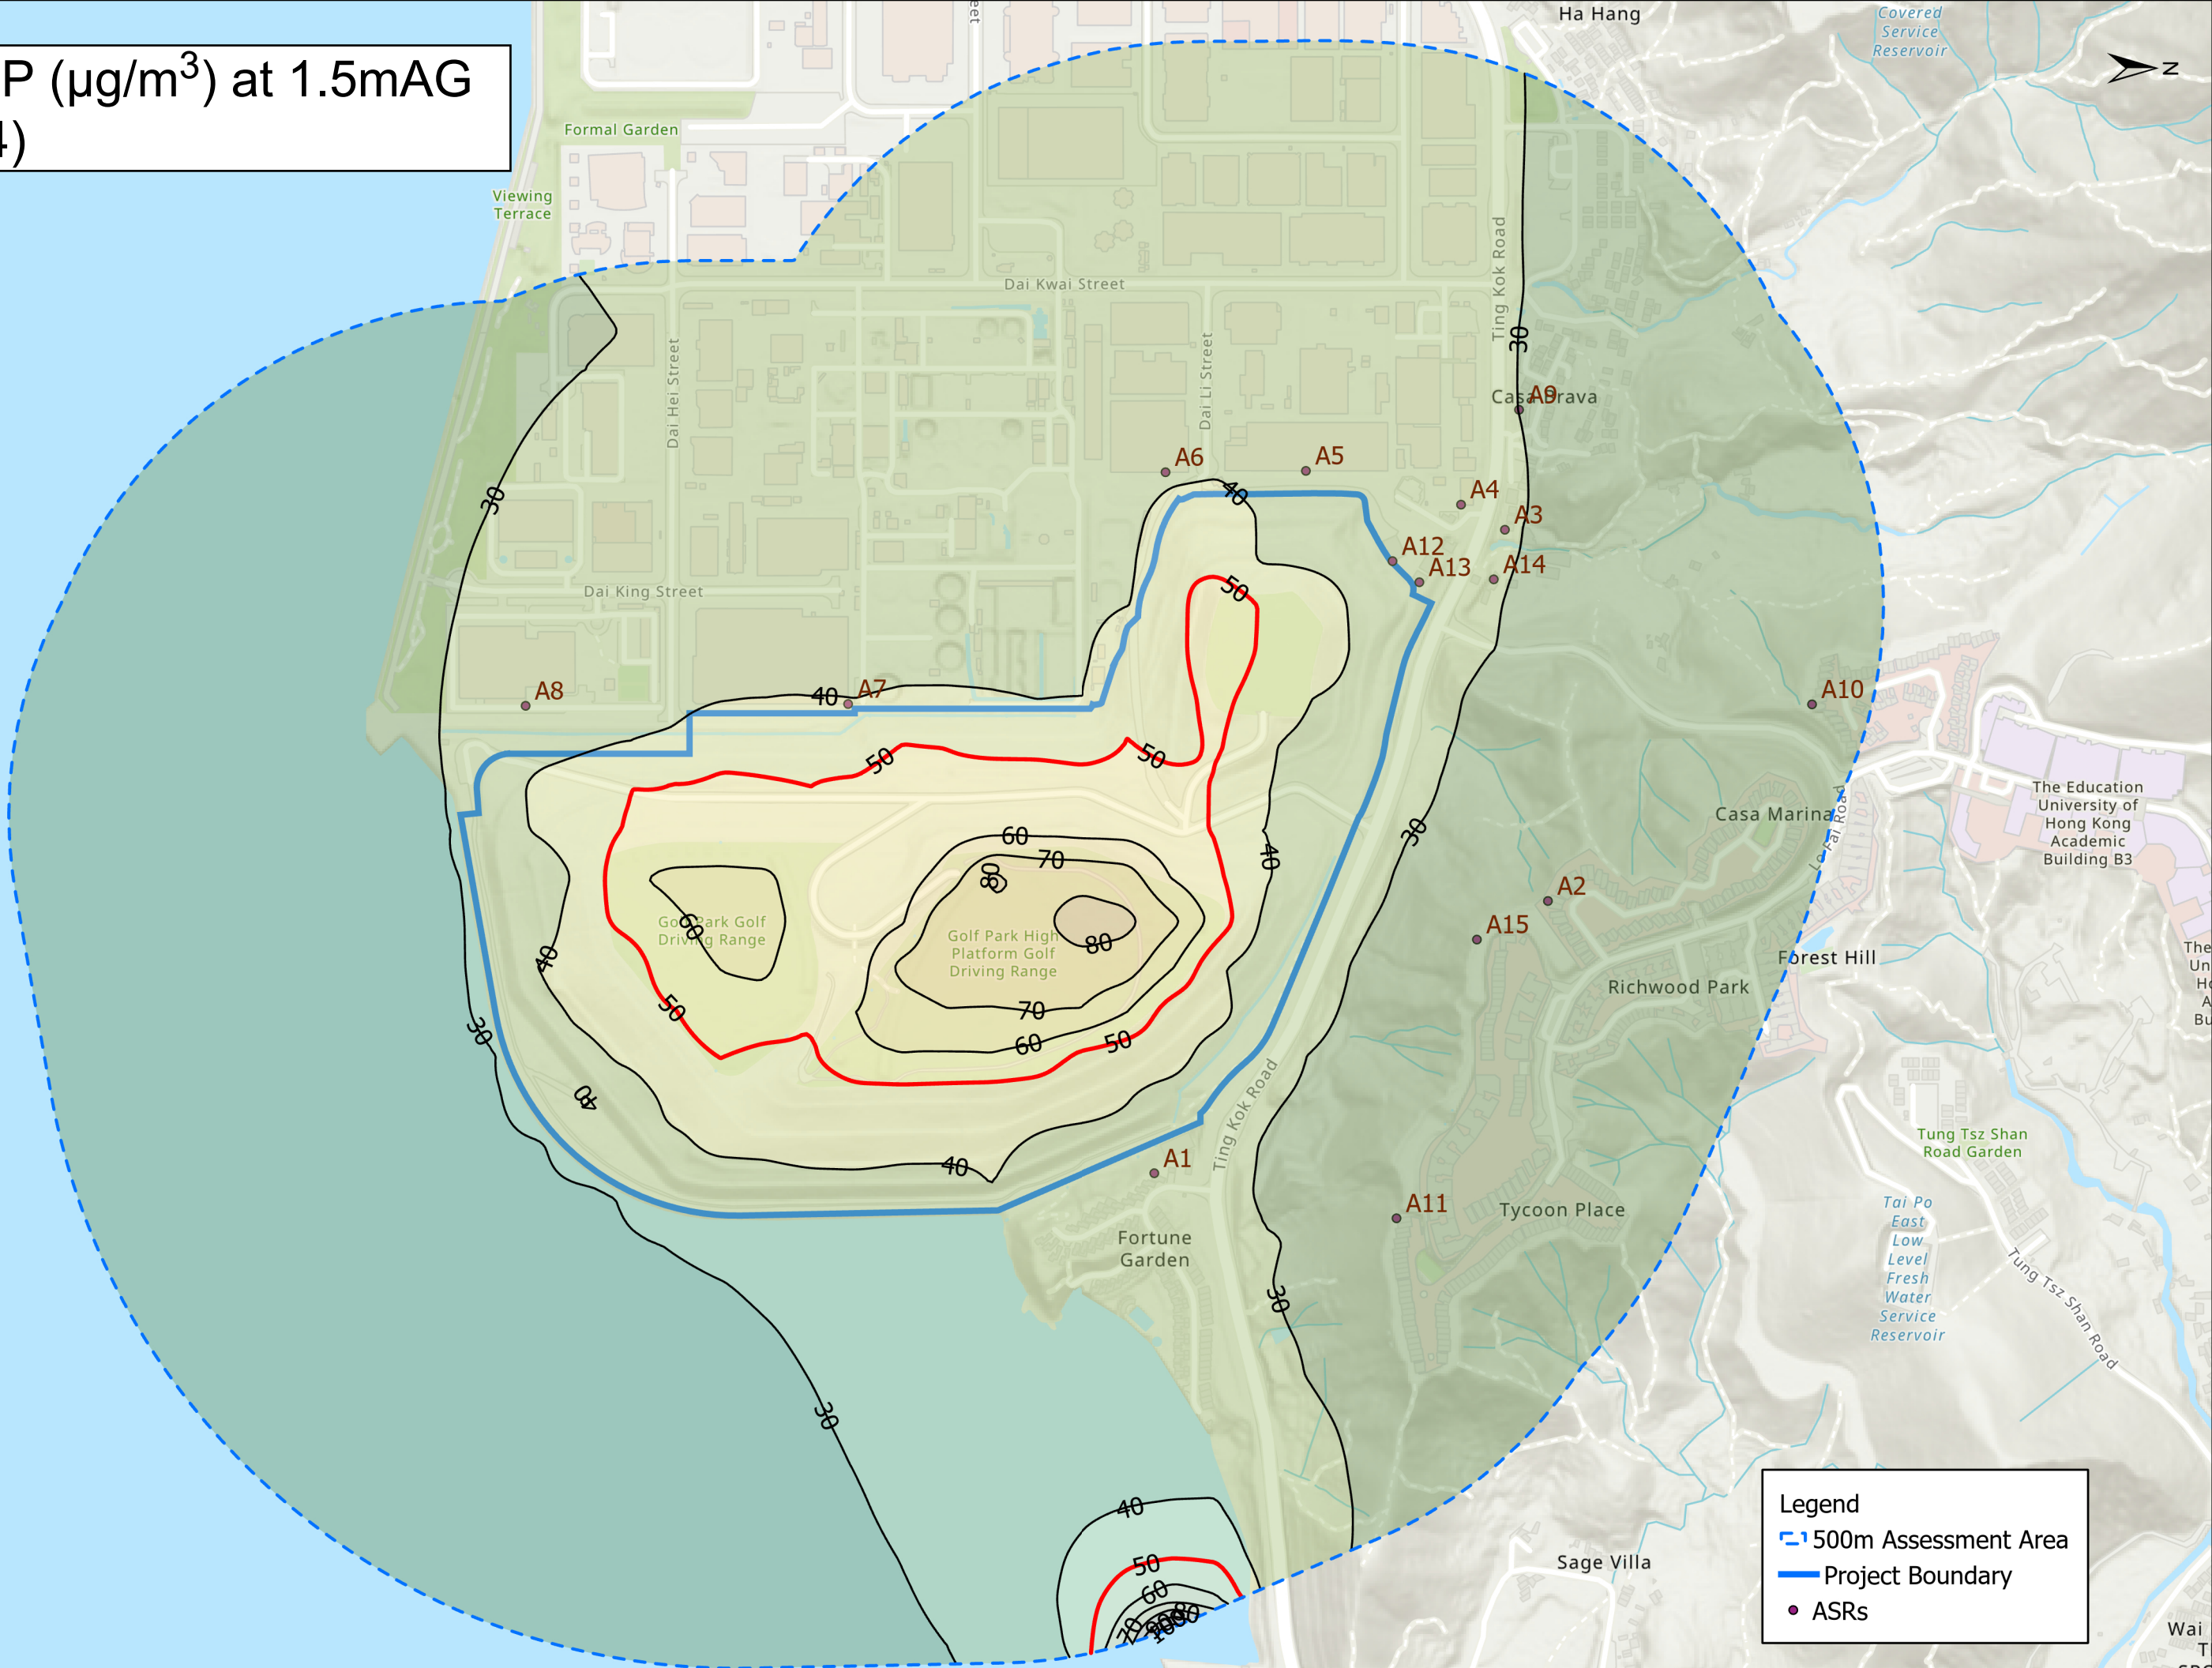 P (µg/m³) at 1.5mAG
4)
Ha Hang
Covered
Service
Reservoir
N
Formal Garden
Viewing
Terrace
Dai Kwai Street
Ting Kok Road
Dai Hei Street
Dai Li Street
30
Casa Brava
A9
A6
A5
40
A4
A3
30
A12
A13
A14
50
Dai King Street
A8
40
A7
A10
50
50
The Education
University of
Hong Kong
Academic
Building B3
Casa Marina
Lo Fai Road
30
60
70
40
80
A2
A15
Golf Park Golf
Driving Range
60
Golf Park High
Platform Golf
Driving Range
80
Forest Hill
Richwood Park
40
50
70
60
50
30
40
Ting Kok Road
40
A1
A11
Tycoon Place
Fortune
Garden
Tung Tsz Shan
Road Garden
Tai Po
East
Low
Level
Fresh
Water
Service
Reservoir
Tung Tsz Shan Road
30
30
40
50
60
70
Sage Villa
Legend
500m Assessment Area
Project Boundary
ASRs
Wai